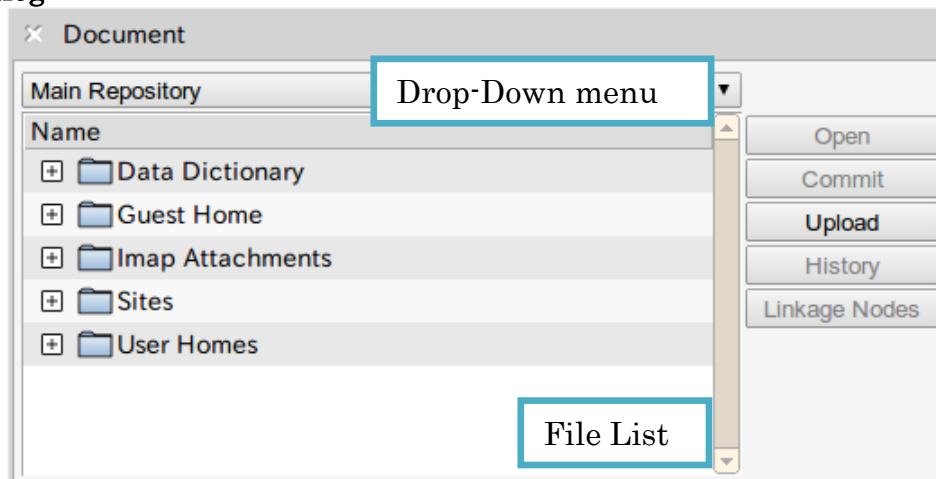 Document
Main Repository
Drop-Down menu
Name
Data Dictionary
Guest Home
Imap Attachments
Sites
User Homes
File List
Open
Commit
Upload
History
Linkage Nodes